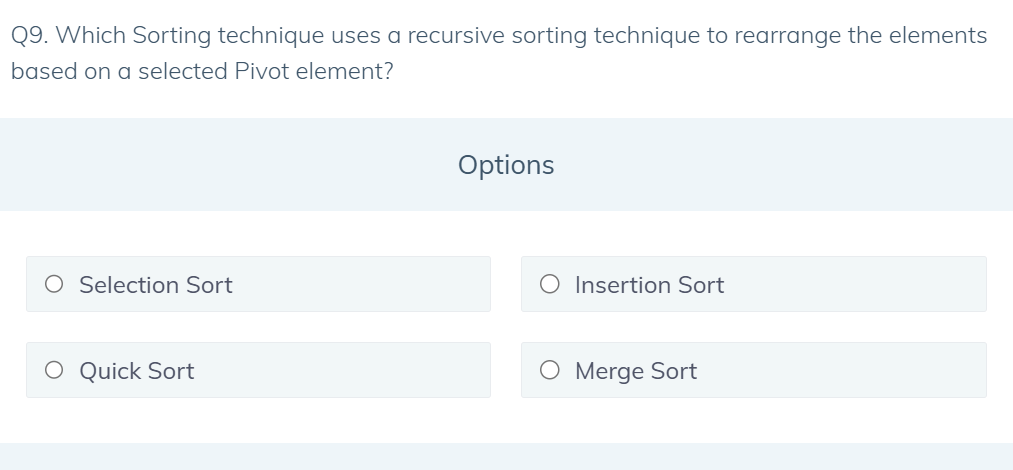 Q9. Which Sorting technique uses a recursive sorting technique to rearrange the elements
based on a selected Pivot element?
Options
Selection Sort
Insertion Sort
Quick Sort
Merge Sort